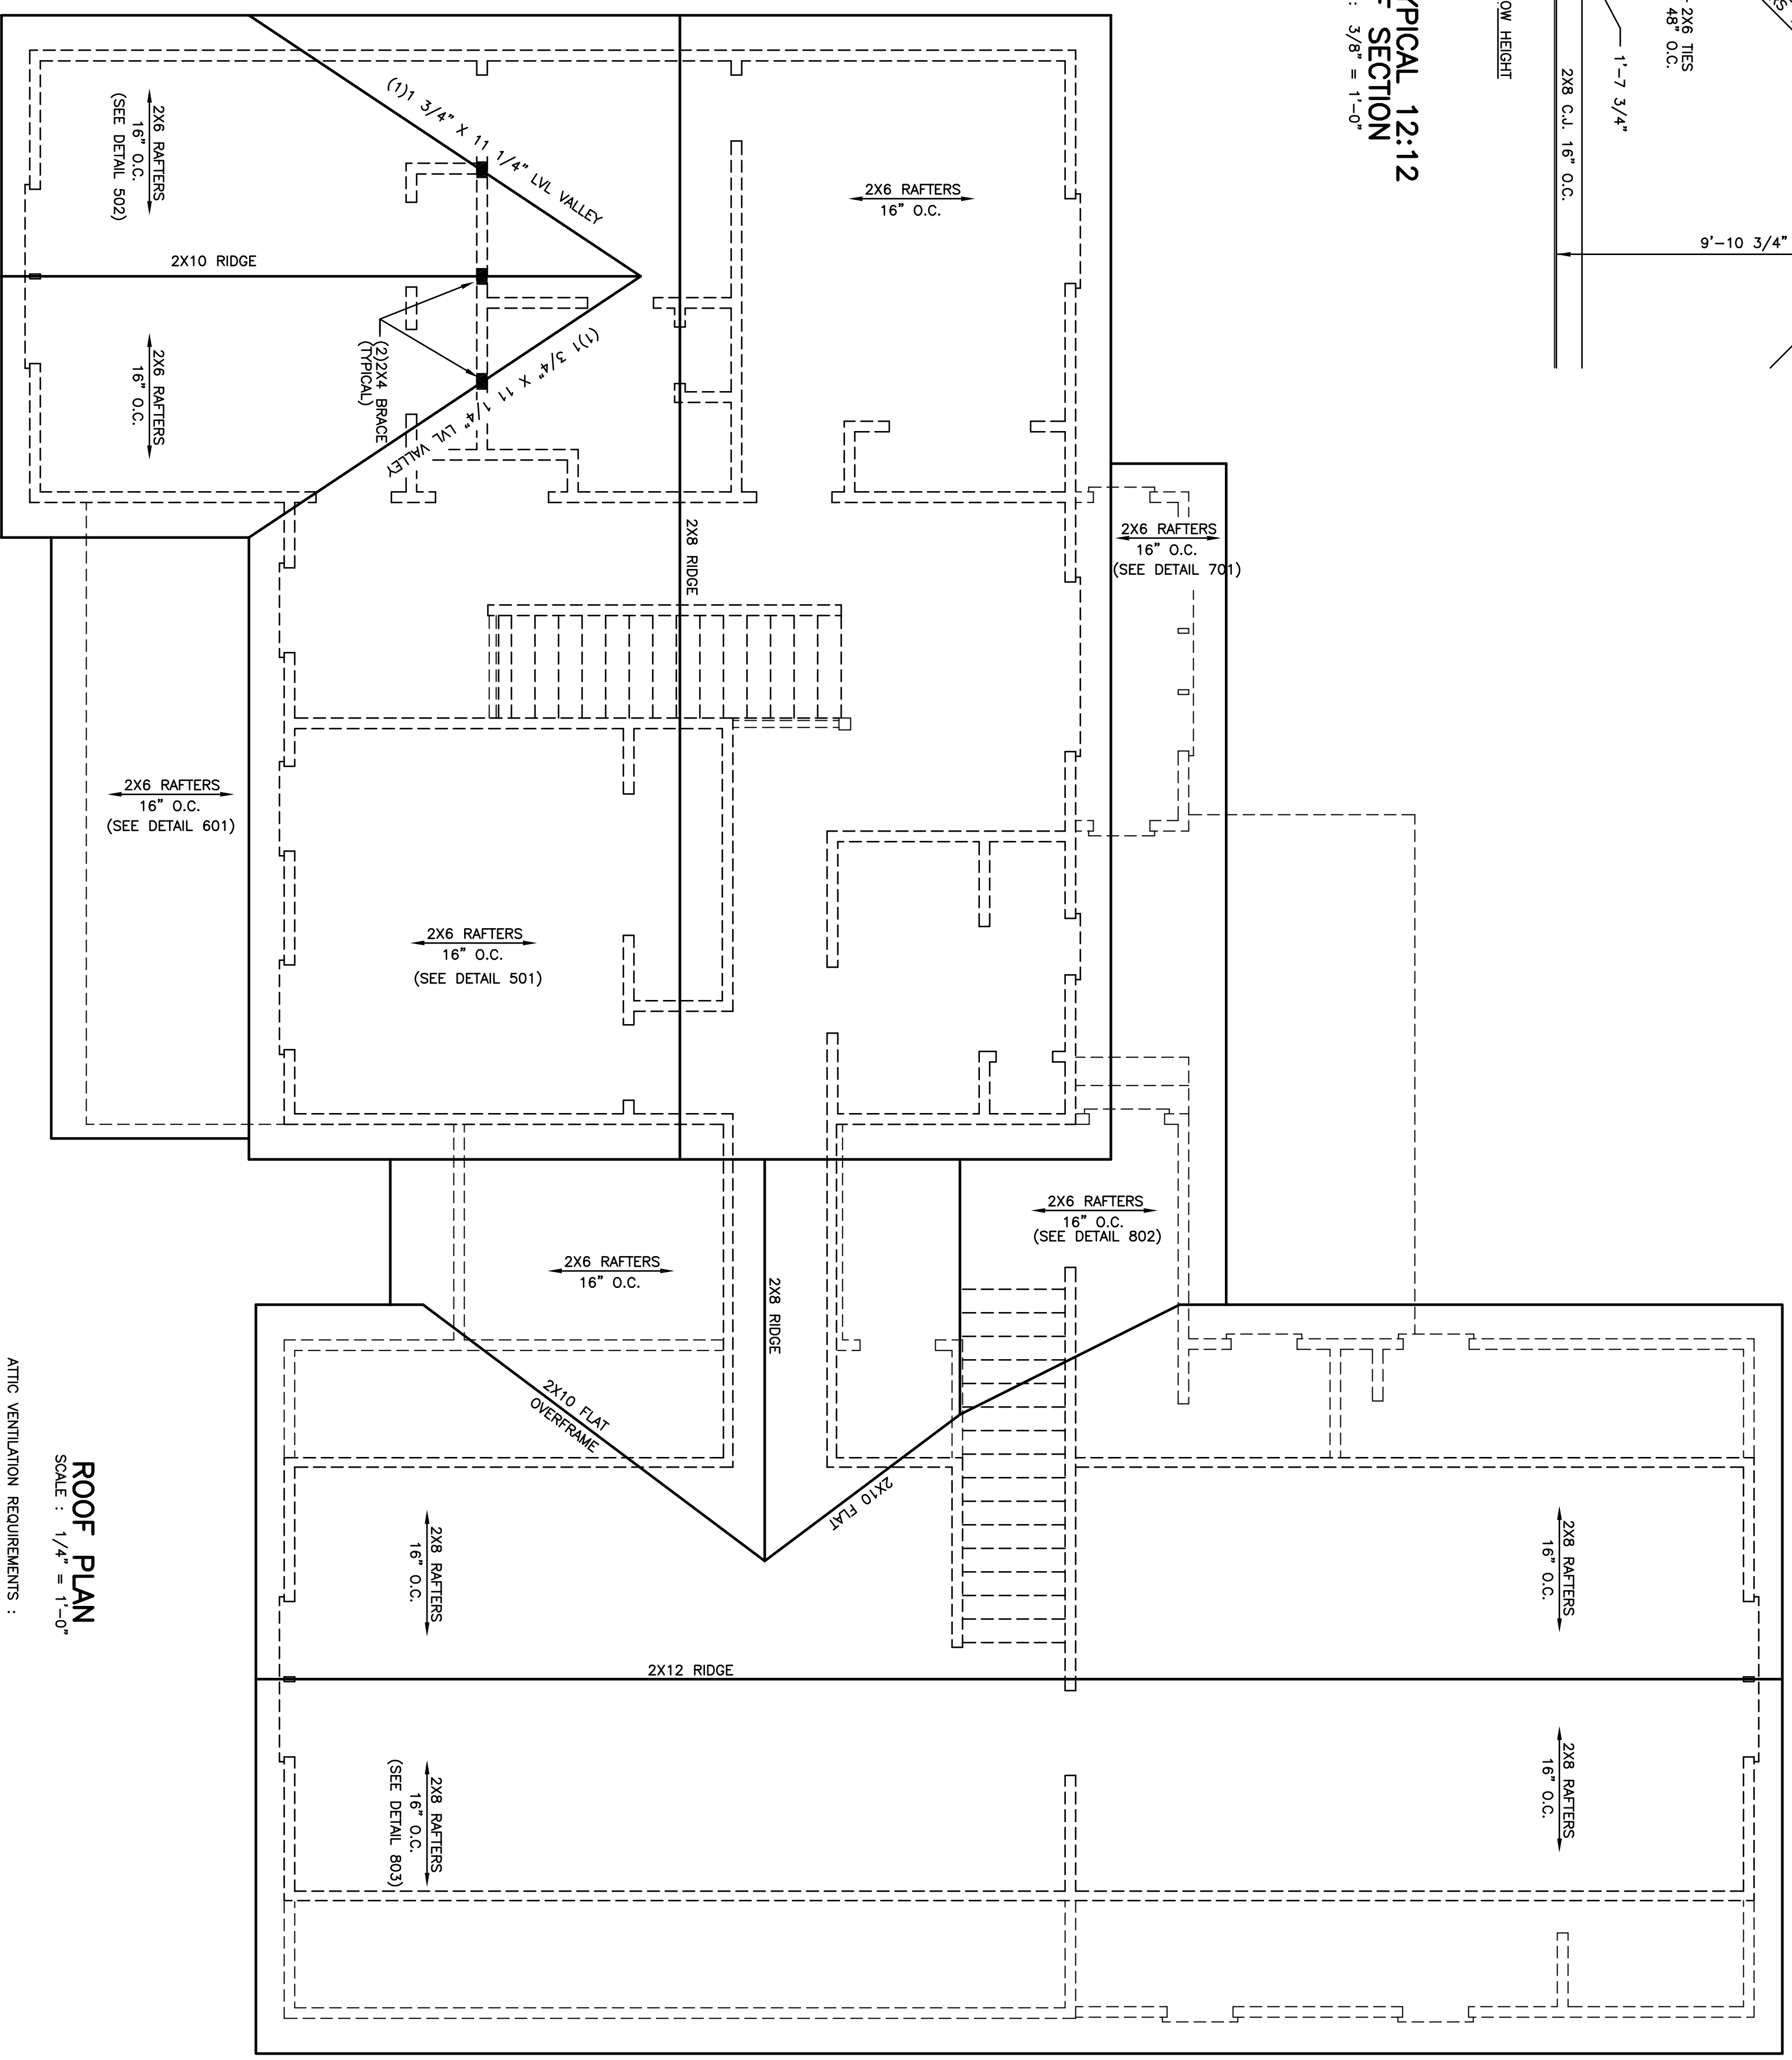 2X6 TIES
48" O.C.
1'-7 3/4"
2X8 C.J. 16" O.C.
9'-10 3/4"
OW HEIGHT
YPICAL 12:12
F SECTION
: 3/8" = 1'-0"
(1)1 3/4" X 11 1/4" LVL VALLEY
2X6 RAFTERS
16" O.C.
2X6 RAFTERS
16" O.C.
(SEE DETAIL 502)
2X10 RIDGE
(1)1 3/4" X 11 1/4" LVL VALLEY
(2)2X4 BRACE
(TYPICAL)
2X6 RAFTERS
16" O.C.
2X8 RIDGE
2X6 RAFTERS
16" O.C.
(SEE DETAIL 701)
2X6 RAFTERS
16" O.C.
(SEE DETAIL 601)
2X6 RAFTERS
16" O.C.
(SEE DETAIL 501)
2X6 RAFTERS
16" O.C.
(SEE DETAIL 802)
2X6 RAFTERS
16" O.C.
2X8 RIDGE
2X10 FLAT
OVERFRAME
2X10 FLAT
2X8 RAFTERS
16" O.C.
2X8 RAFTERS
16" O.C.
2X12 RIDGE
2X8 RAFTERS
16" O.C.
2X8 RAFTERS
16" O.C.
(SEE DETAIL 803)
ROOF PLAN
SCALE : 1/4" = 1'-0"
ATTIC VENTILATION REQUIREMENTS :